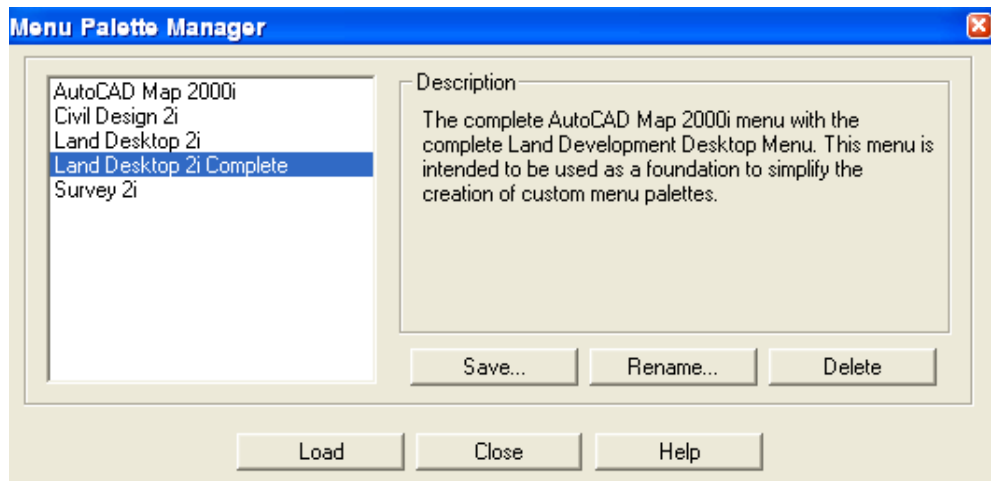 Menu Palette Manager
AutoCAD Map 2000i
Civil Design 2i
Land Desktop 2i
Land Desktop 2i Complete
Survey 2i
Description
The complete AutoCAD Map 2000i menu with the
complete Land Development Desktop Menu. This menu is
intended to be used as a foundation to simplify the
creation of custom menu palettes.
Save...
Rename...
Delete
Load
Close
Help